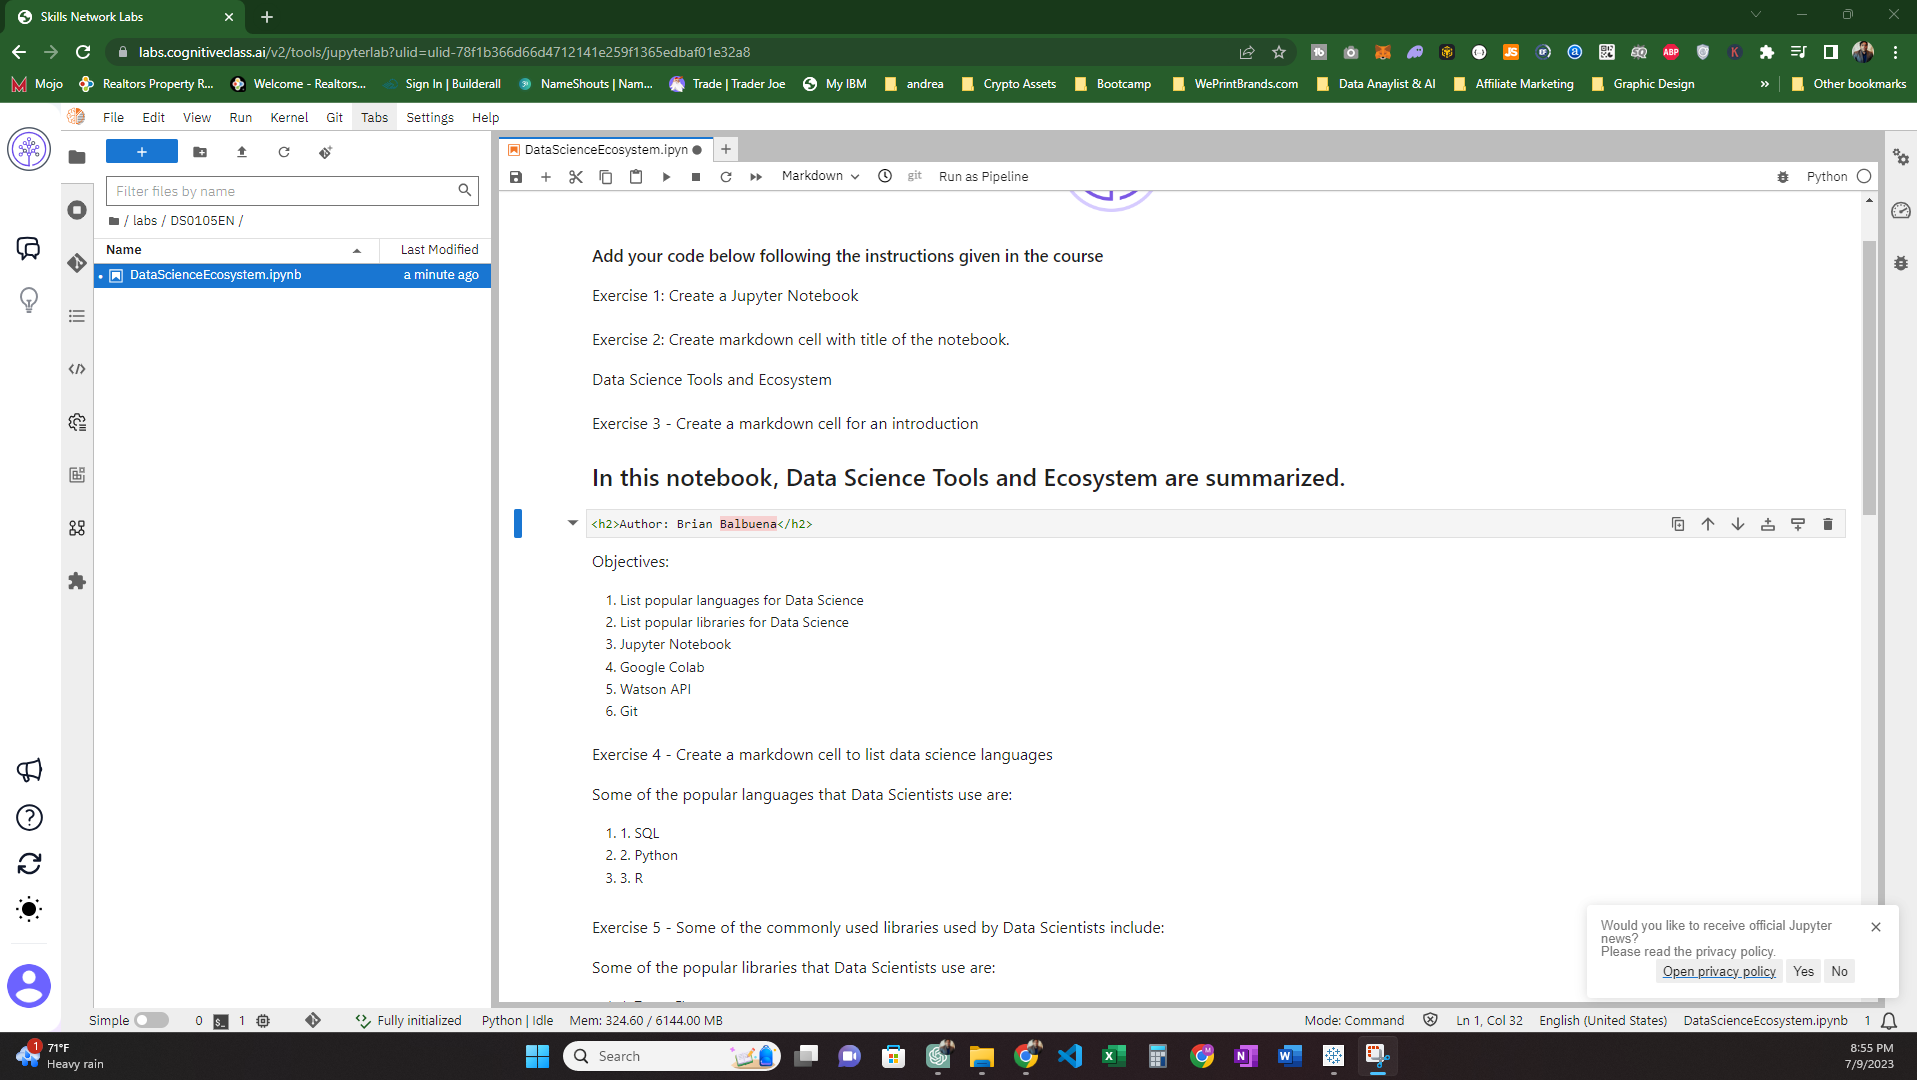 Skills Network Labs
labs.cognitiveclass.ai/v2/tools/jupyterlab?ulid=ulid-78f1b366d66d4712141e259f1365edbaf01e32a8
Mojo
Realtors Property R...
Welcome - Realtors...
Sign In | Builderall
NameShouts | Nam...
Trade | Trader Joe
My IBM
andrea
Crypto Assets
Bootcamp
WePrintBrands.com
Data Anaylist & AI
Affiliate Marketing
Graphic Design
»
Other bookmarks
File Edit View Run Kernel Git Tabs Settings Help
Filter files by name
/ labs / DS0105EN /
Name
Last Modified
DataScienceEcosystem.ipynb
a minute ago
DataScienceEcosystem.ipyn
Markdown
git
Run as Pipeline
Python
Add your code below following the instructions given in the course
Exercise 1: Create a Jupyter Notebook
Exercise 2: Create markdown cell with title of the notebook.
Data Science Tools and Ecosystem
Exercise 3 - Create a markdown cell for an introduction
In this notebook, Data Science Tools and Ecosystem are summarized.
<h2>Author: Brian Balbuena</h2>
Objectives:
1. List popular languages for Data Science
2. List popular libraries for Data Science
3. Jupyter Notebook
4. Google Colab
5. Watson API
6. Git
Exercise 4 - Create a markdown cell to list data science languages
Some of the popular languages that Data Scientists use are:
1. 1. SQL
2. 2. Python
3. 3. R
Exercise 5 - Some of the commonly used libraries used by Data Scientists include:
Some of the popular libraries that Data Scientists use are:
Would you like to receive official Jupyter
news?
Please read the privacy policy.
Open privacy policy
Yes
No
Simple
0
1
Fully initialized
Python | Idle
Mem: 324.60 / 6144.00 MB
Mode: Command
Ln 1, Col 32
English (United States)
DataScienceEcosystem.ipynb
1
1
71°F
Heavy rain
Search
8:55 PM
7/9/2023